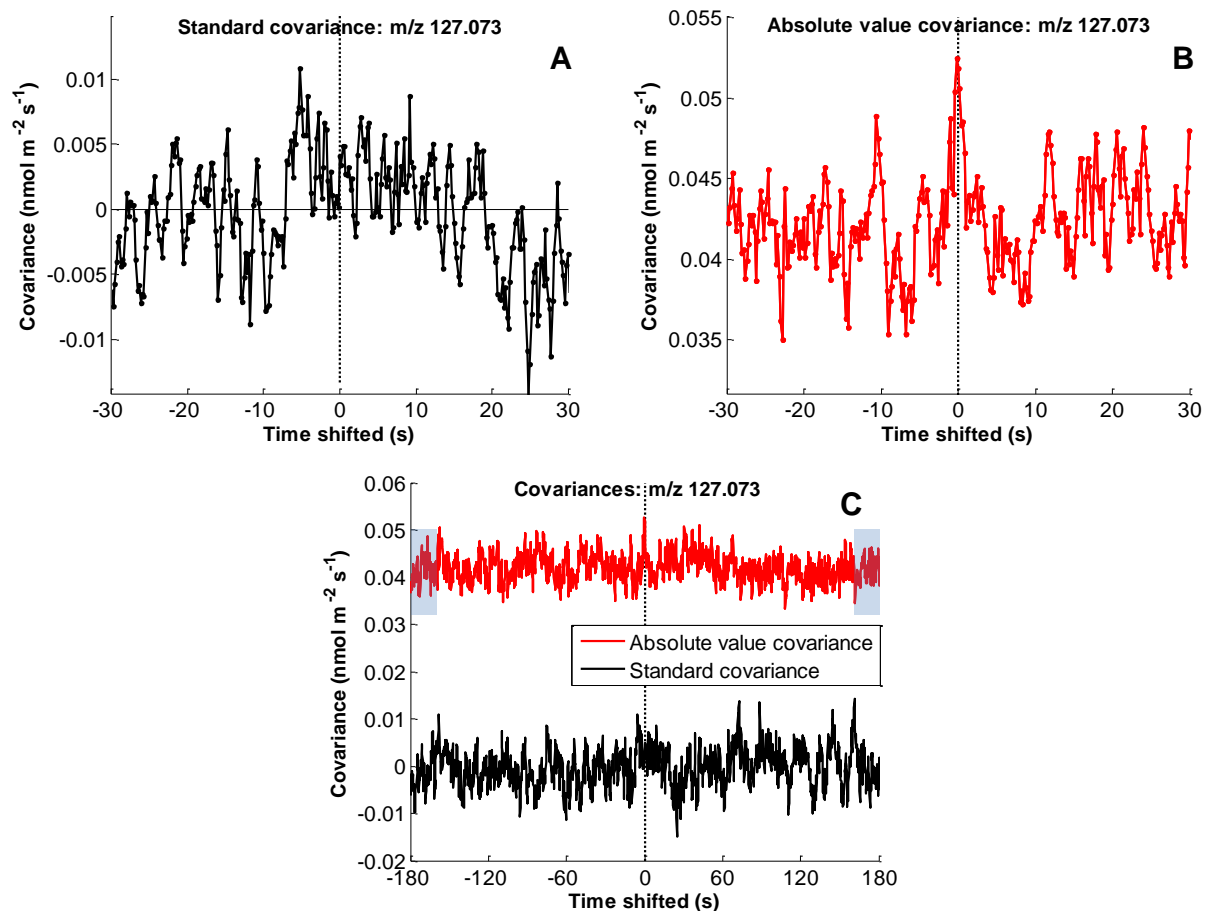 Standard covariance: m/z 127.073
A
Covariance (nmol m -2 s-1)
0.01
0.005
0
-0.005
-0.01
-30
-20
-10
0
10
20
30
Time shifted (s)
Absolute value covariance: m/z 127.073
B
Covariance (nmol m -2 s-1)
0.055
0.05
0.045
0.04
0.035
-30
-20
-10
0
10
20
30
Time shifted (s)
Covariances: m/z 127.073
C
Covariance (nmol m -2 s-1)
0.06
0.05
0.04
0.03
0.02
0.01
0
-0.01
-0.02
Absolute value covariance
Standard covariance
-180
-120
-60
0
60
120
180
Time shifted (s)